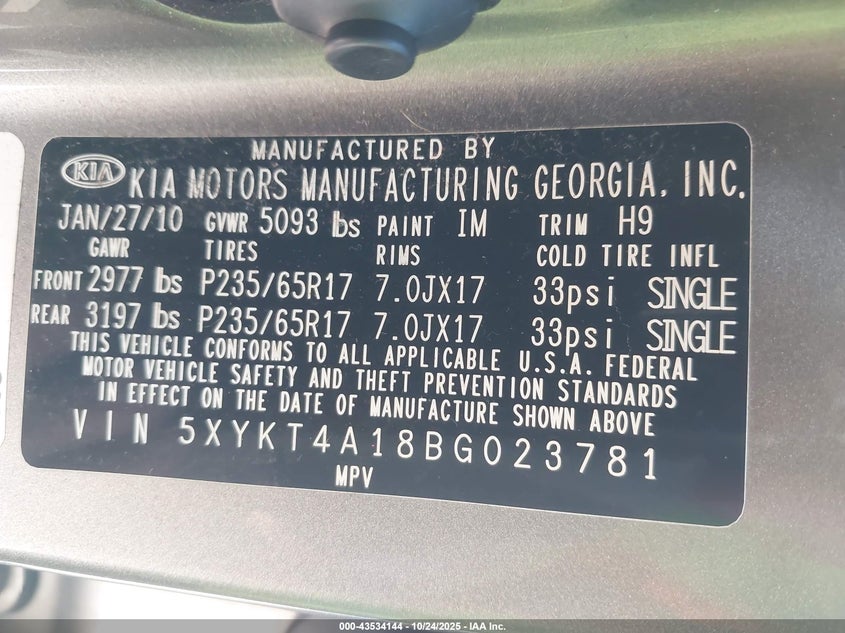 MANUFACTURED BY
KIA KIA MOTORS MANUFACTURING GEORGIA, INC.
JAN/27/10 GVWR 5093 lbs PAINT IM TRIM H9
GAWR TIRES RIMS COLD TIRE INFL
FRONT 2977 lbs P235/65R17 7.0JX17 33psi SINGLE
REAR 3197 lbs P235/65R17 7.0JX17 33psi SINGLE
THIS VEHICLE CONFORMS TO ALL APPLICABLE U.S.A. FEDERAL
MOTOR VEHICLE SAFETY AND THEFT PREVENTION STANDARDS
IN EFFECT ON THE DATE OF MANUFACTURE SHOWN ABOVE
VIN 5XYKT4A18BG023781
MPV
000-43534144 - 10/24/2025 - IAA Inc.